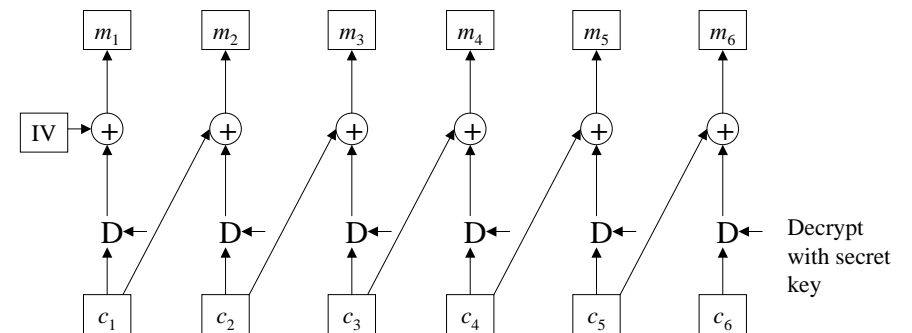 m1 m2 m3 m4 m5 m6
IV + + + + + +
D D D D D D
Decrypt
with secret
key
c1 c2 c3 c4 c5 c6